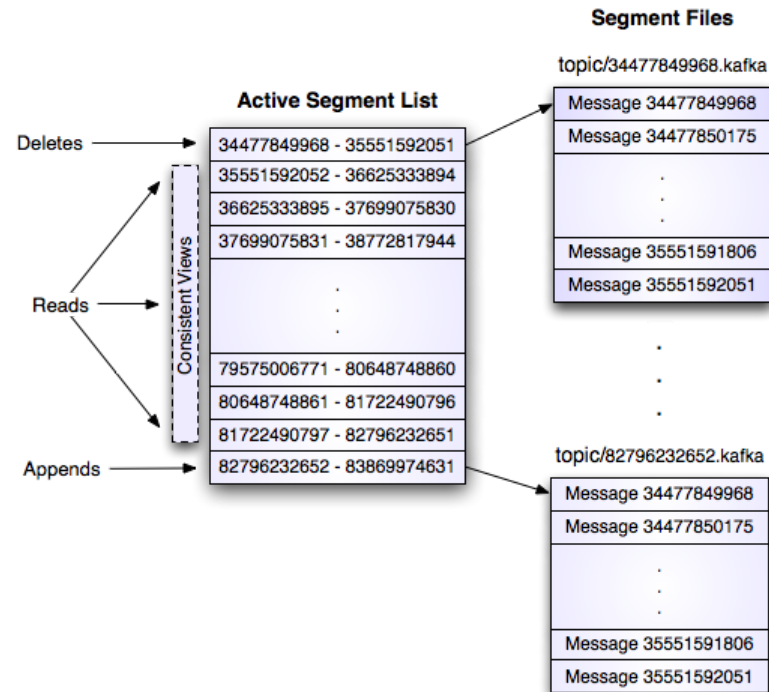 Segment Files
topic/34477849968.kafka
Message 34477849968
Message 34477850175
.
.
.
Message 35551591806
Message 35551592051
Active Segment List
Deletes
34477849968 - 35551592051
35551592052 - 36625333894
36625333895 - 37699075830
37699075831 - 38772817944
.
.
.
79575006771 - 80648748860
80648748861 - 81722490796
81722490797 - 82796232651
82796232652 - 83869974631
Consistent Views
Reads
Appends
.
.
.
topic/82796232652.kafka
Message 34477849968
Message 34477850175
.
.
.
Message 35551591806
Message 35551592051